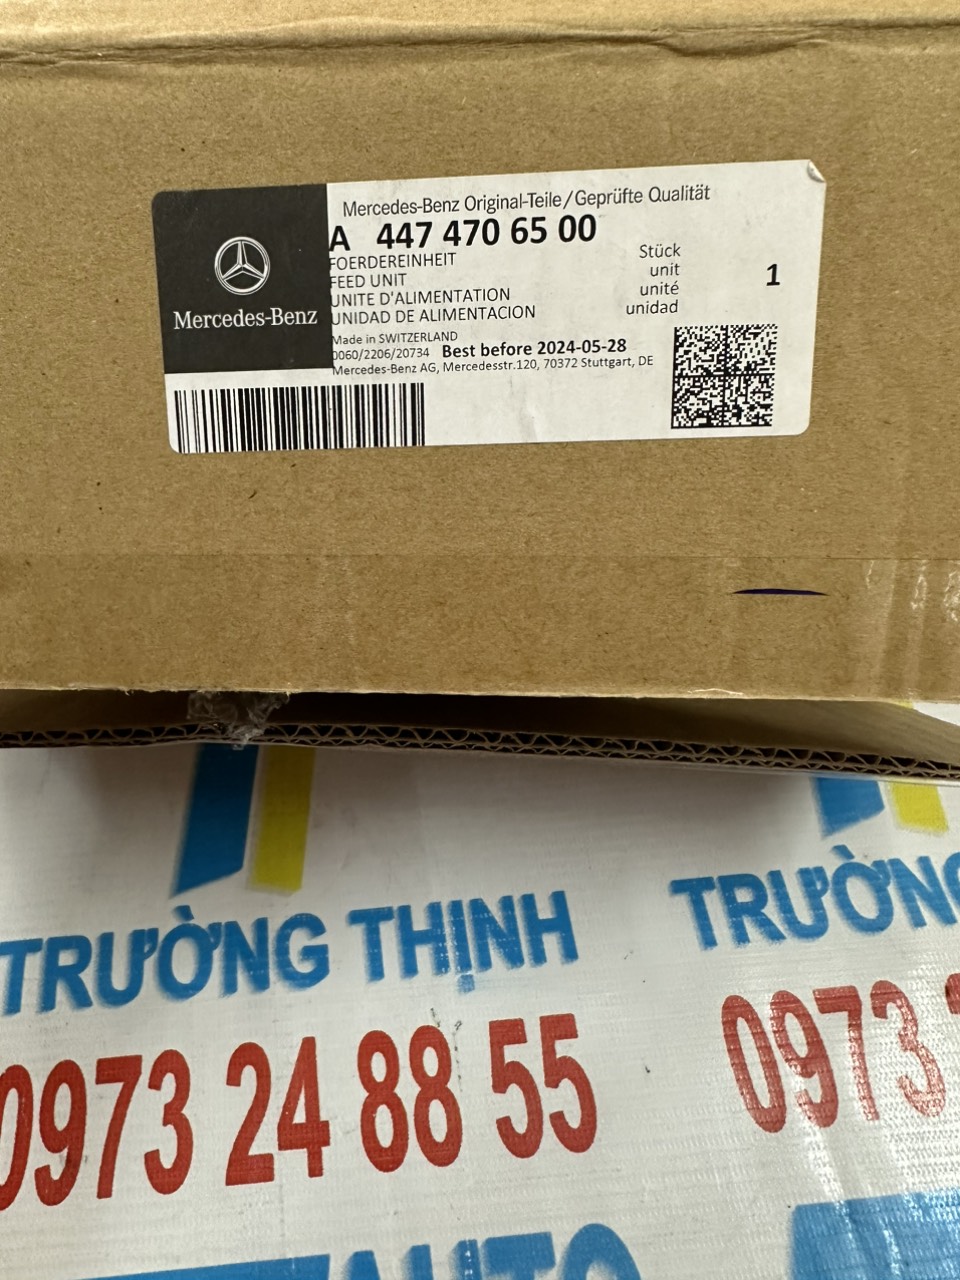 Mercedes-Benz Original-Teile/Geprüfte Qualität
A 447 470 65 00
FOERDEREINHEIT
FEED UNIT
UNITE D'ALIMENTATION
UNIDAD DE ALIMENTACION
Stück
unit
unité
unidad
1
Mercedes-Benz
Made in SWITZERLAND
0060/2206/20734 Best before 2024-05-28
Mercedes-Benz AG, Mercedesstr.120, 70372 Stuttgart, DE
TRƯỜNG THỊNH
TRƯỜNG
0973 24 88 55
0973
AUTO